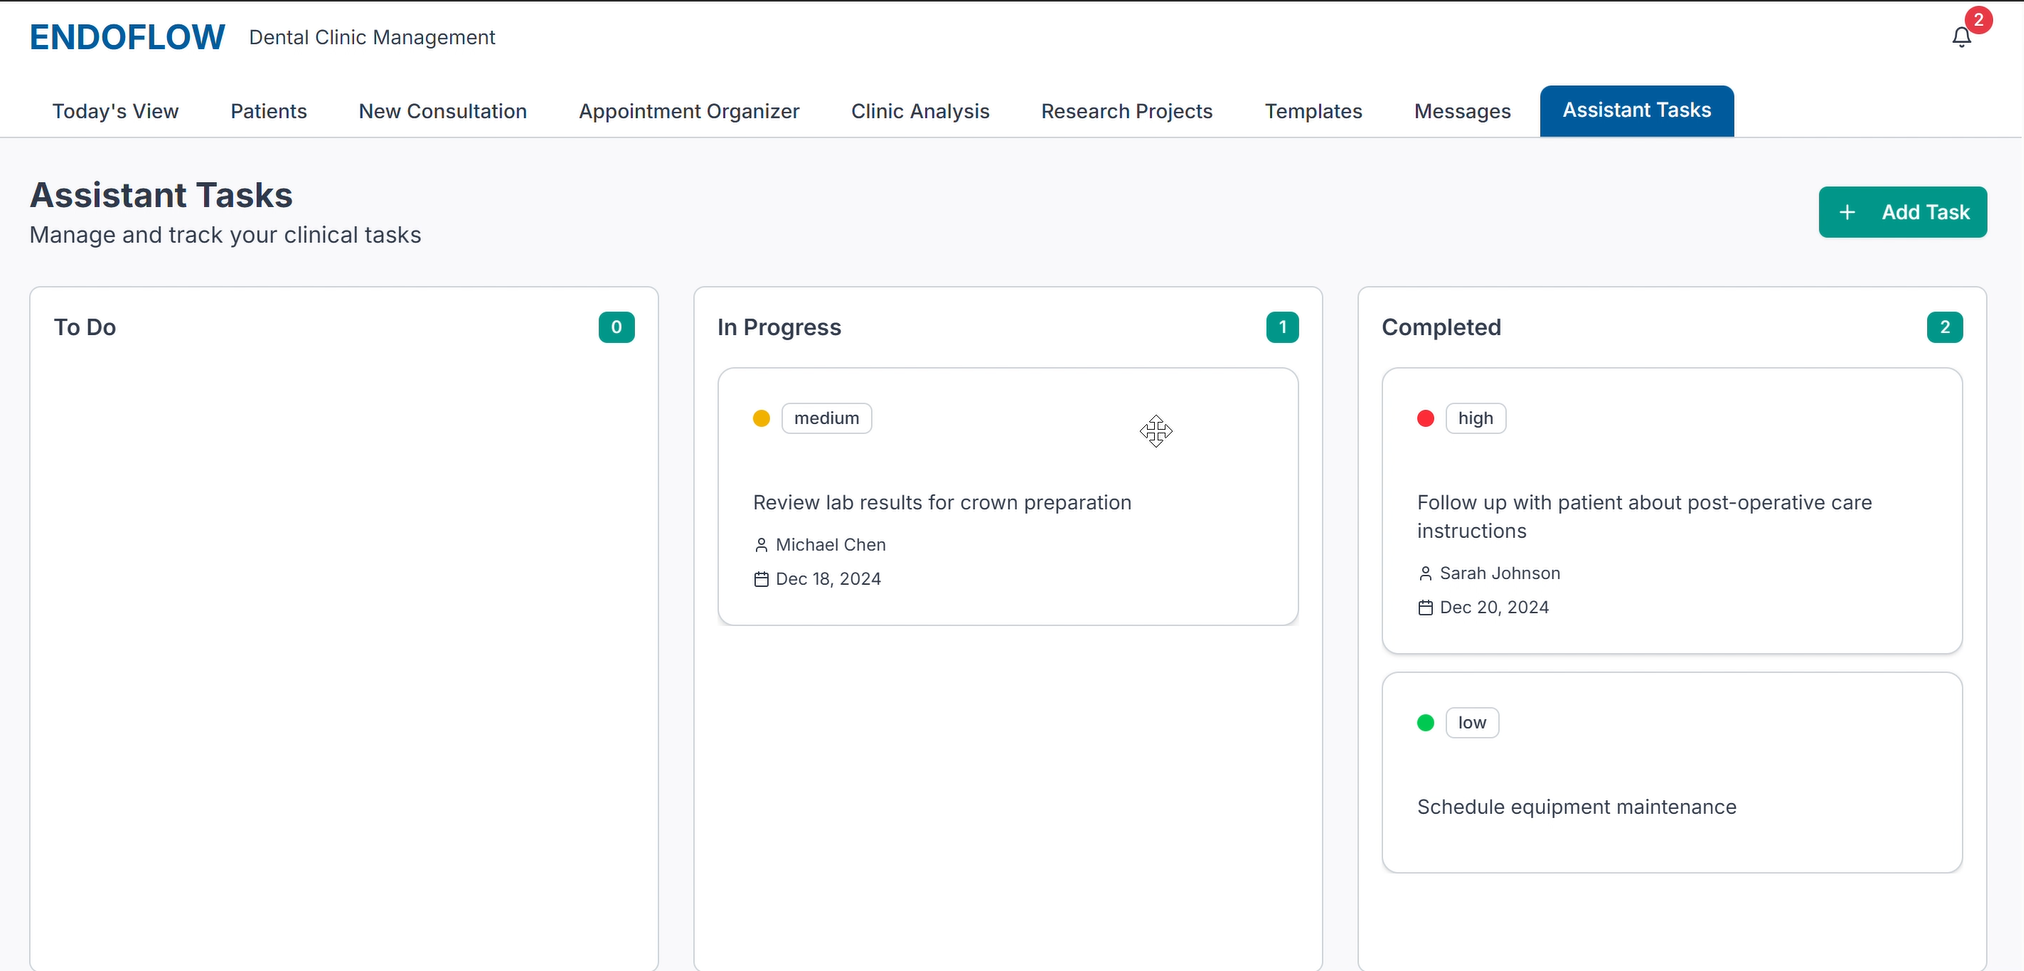 ENDOFLOW Dental Clinic Management 2
Today's View Patients New Consultation Appointment Organizer Clinic Analysis Research Projects Templates Messages Assistant Tasks
Assistant Tasks
Manage and track your clinical tasks
+ Add Task
To Do 0
In Progress 1
medium
Review lab results for crown preparation
Michael Chen
Dec 18, 2024
Completed 2
high
Follow up with patient about post-operative care
instructions
Sarah Johnson
Dec 20, 2024
low
Schedule equipment maintenance